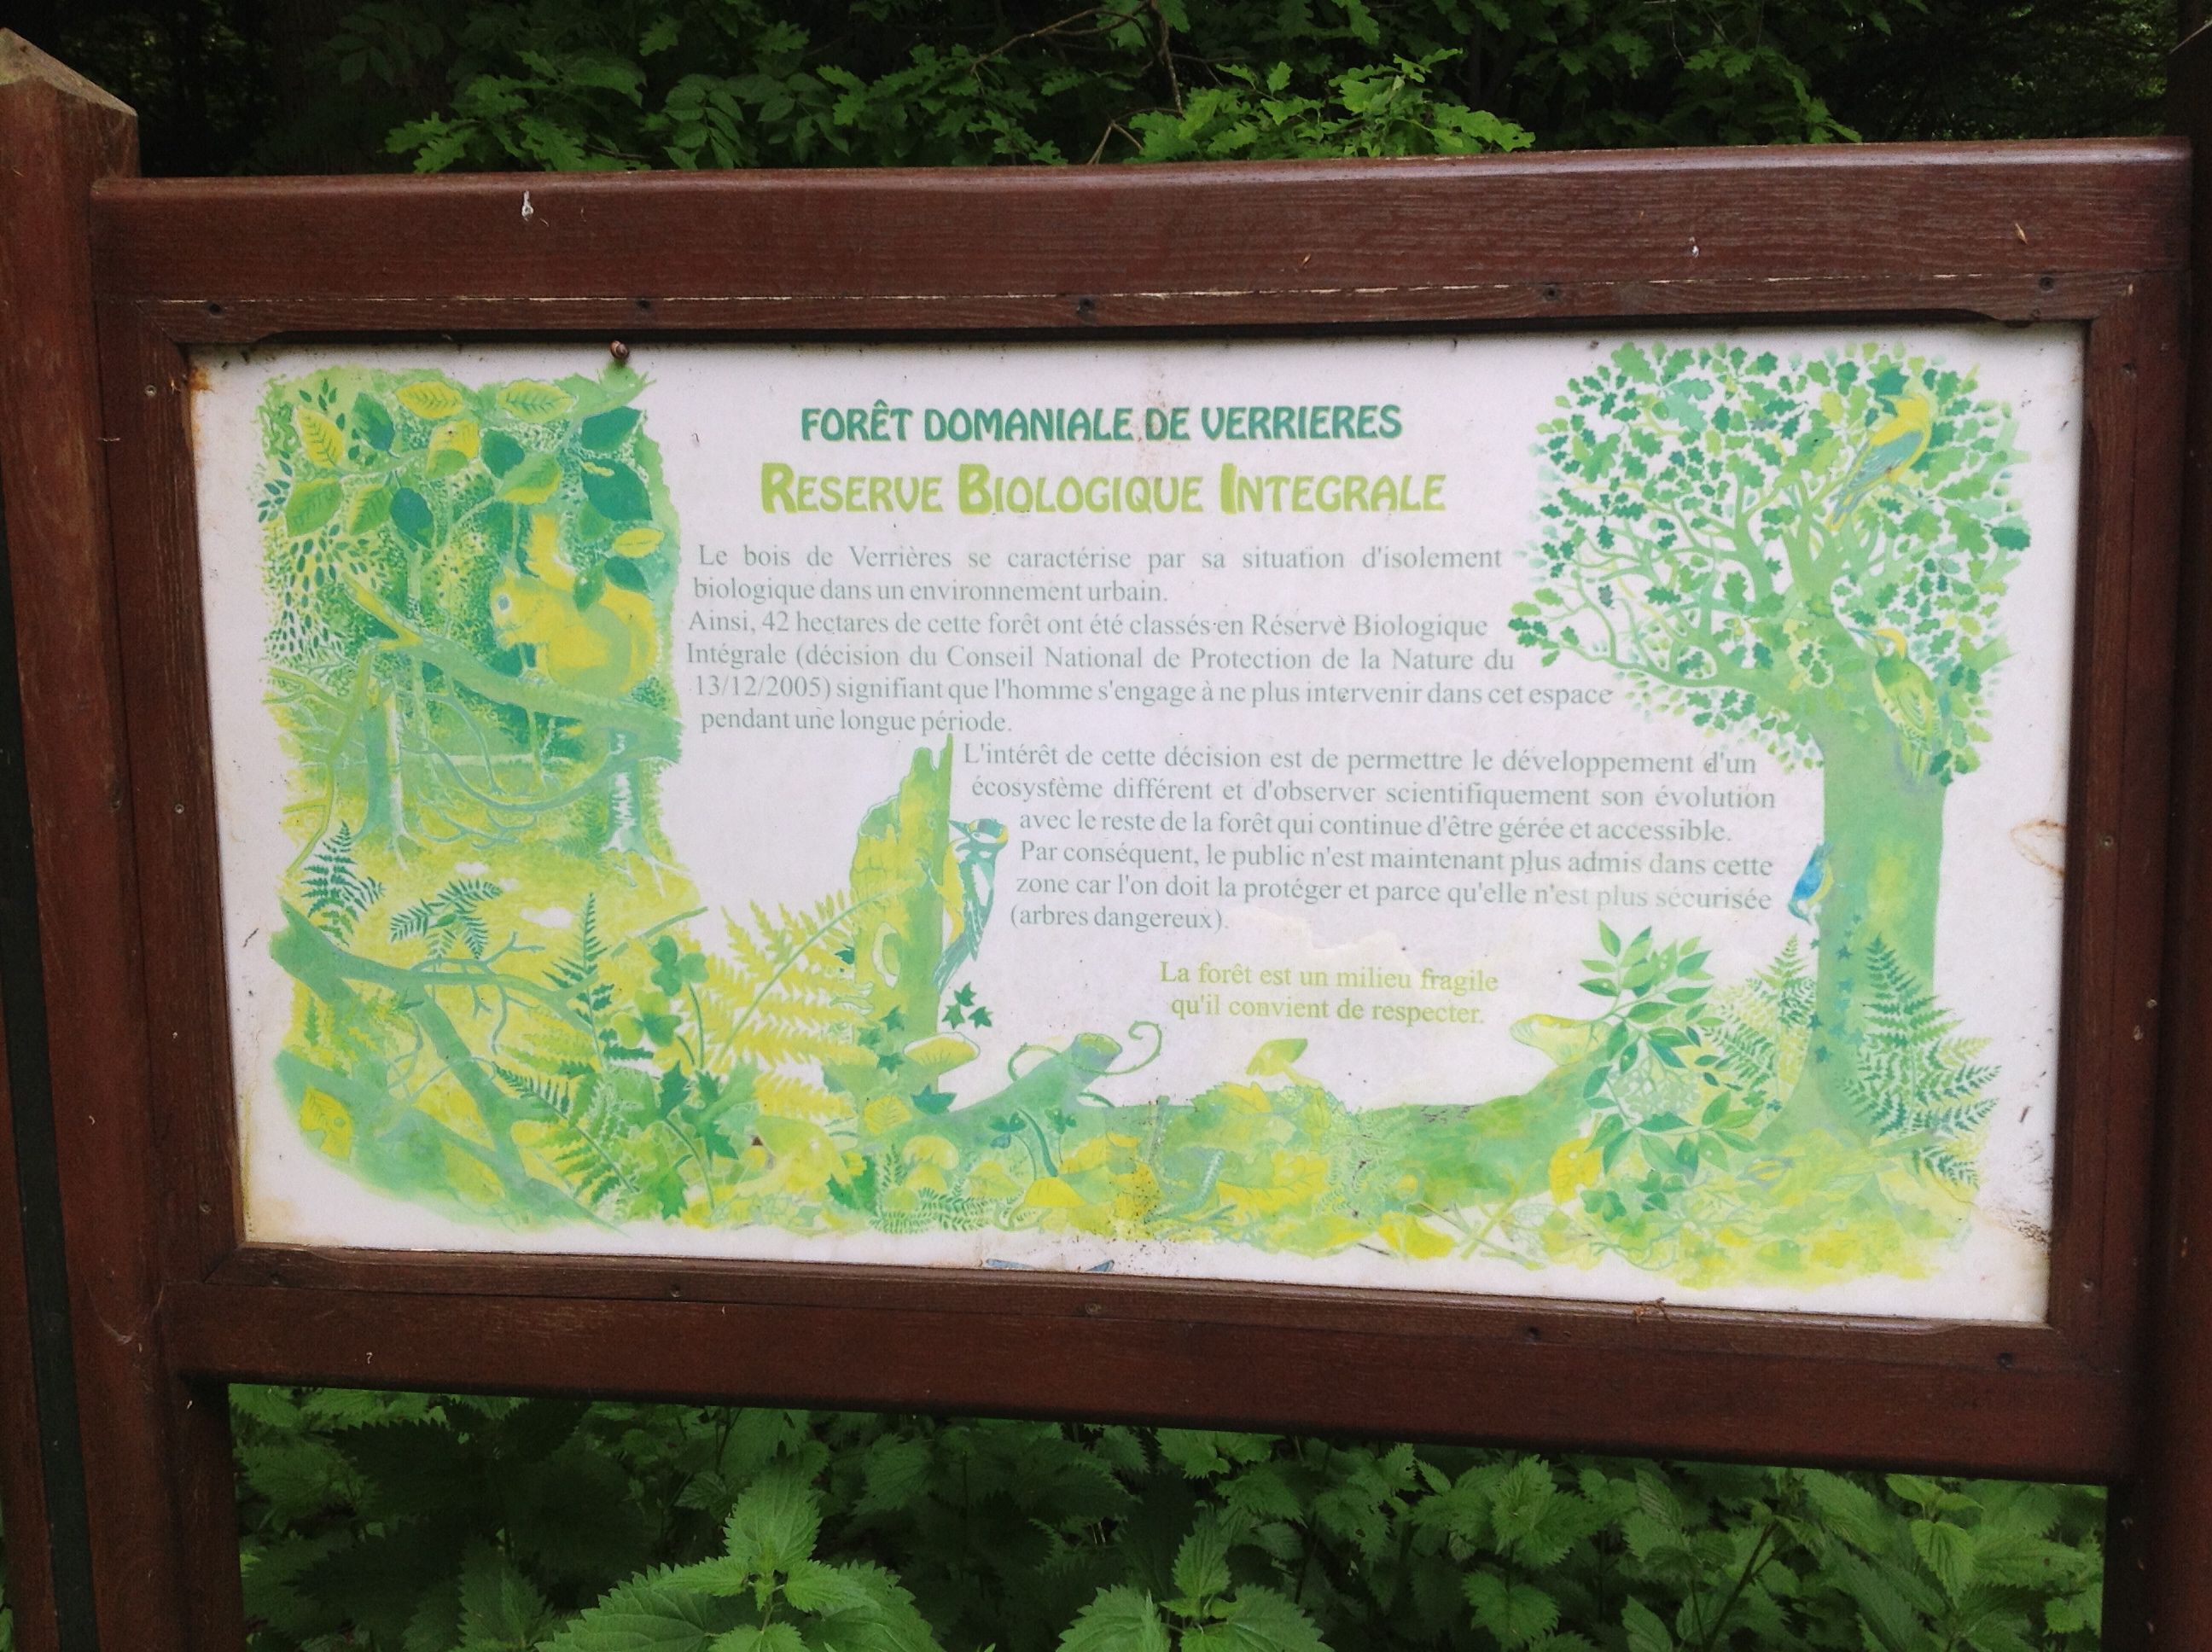 FORÊT DOMANIALE DE VERRIERES
RESERVE BIOLOGIQUE INTEGRALE
Le bois de Verrières se caractérise par sa situation d'isolement
biologique dans un environnement urbain.
Ainsi, 42 hectares de cette forêt ont été classés en Réserve Biologique
Intégrale (décision du Conseil National de Protection de la Nature du
13/12/2005) signifiant que l'homme s'engage à ne plus intervenir dans cet espace
pendant une longue période.
L'intérêt de cette décision est de permettre le développement d'un
écosystème différent et d'observer scientifiquement son évolution
avec le reste de la forêt qui continue d'être gérée et accessible.
Par conséquent, le public n'est maintenant plus admis dans cette
zone car l'on doit la protéger et parce qu'elle n'est plus sécurisée
(arbres dangereux).
La forêt est un milieu fragile
qu'il convient de respecter.